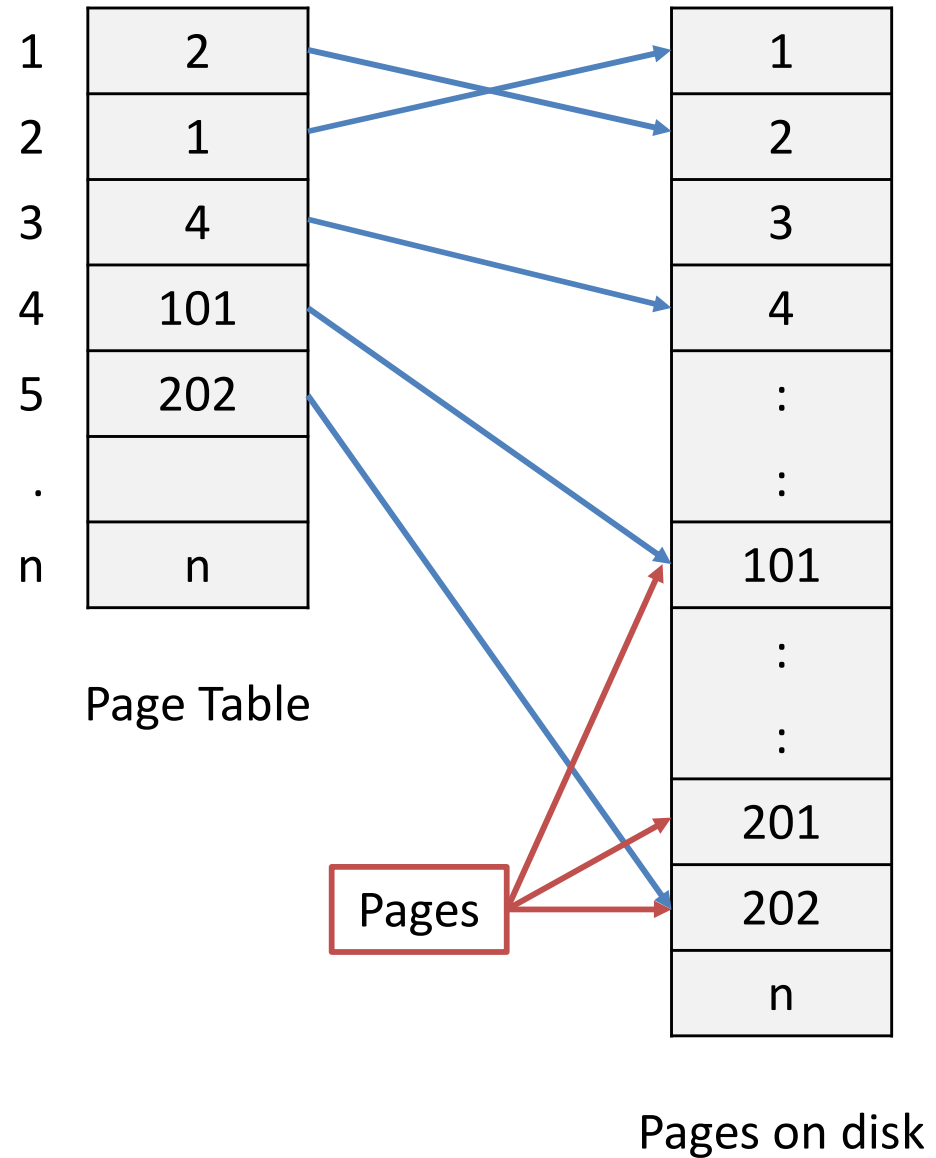 1 2 1
2 1 2
3 4 3
4 101 4
5 202 :
. :
n n 101
:
Page Table
:
201
Pages 202
n
Pages on disk